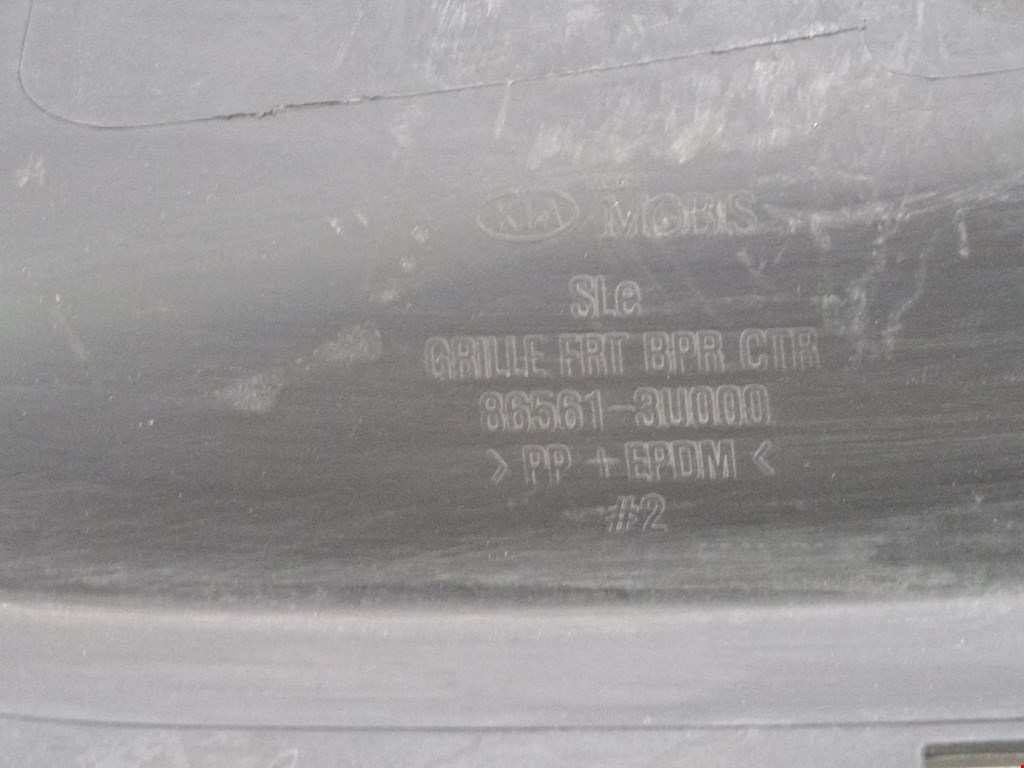 KIA MOBIS
SLe
GRILLE FRT BPR CTR
86561-3U000
>PP + EPDM<
#2